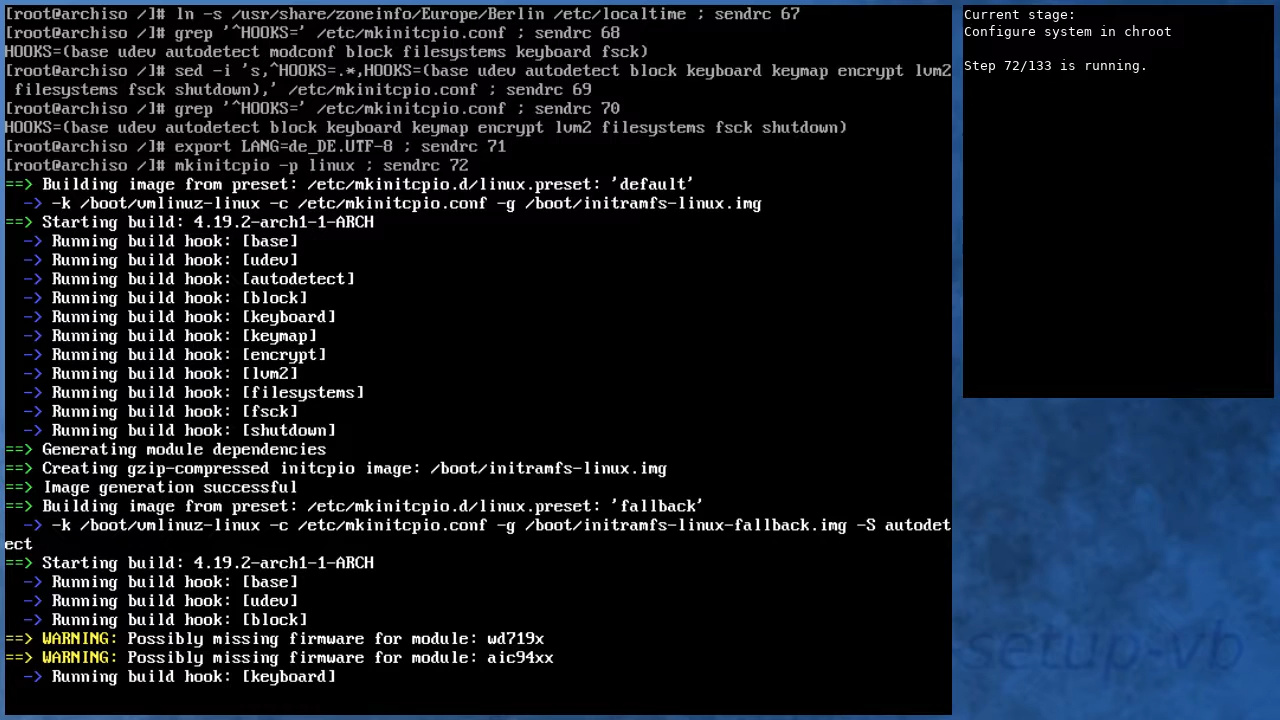 [root@archiso /]# ln -s /usr/share/zoneinfo/Europe/Berlin /etc/localtime ; sendrc 67
[root@archiso /]# grep '^HOOKS=' /etc/mkinitcpio.conf ; sendrc 68
HOOKS=(base udev autodetect modconf block filesystems keyboard fsck)
[root@archiso /]# sed -i 's,^HOOKS=.*,HOOKS=(base udev autodetect block keyboard keymap encrypt lvm2
 filesystems fsck shutdown),' /etc/mkinitcpio.conf ; sendrc 69
[root@archiso /]# grep '^HOOKS=' /etc/mkinitcpio.conf ; sendrc 70
HOOKS=(base udev autodetect block keyboard keymap encrypt lvm2 filesystems fsck shutdown)
[root@archiso /]# export LANG=de_DE.UTF-8 ; sendrc 71
[root@archiso /]# mkinitcpio -p linux ; sendrc 72
==> Building image from preset: /etc/mkinitcpio.d/linux.preset: 'default'
  -> -k /boot/vmlinuz-linux -c /etc/mkinitcpio.conf -g /boot/initramfs-linux.img
==> Starting build: 4.19.2-arch1-1-ARCH
  -> Running build hook: [base]
  -> Running build hook: [udev]
  -> Running build hook: [autodetect]
  -> Running build hook: [block]
  -> Running build hook: [keyboard]
  -> Running build hook: [keymap]
  -> Running build hook: [encrypt]
  -> Running build hook: [lvm2]
  -> Running build hook: [filesystems]
  -> Running build hook: [fsck]
  -> Running build hook: [shutdown]
==> Generating module dependencies
==> Creating gzip-compressed initcpio image: /boot/initramfs-linux.img
==> Image generation successful
==> Building image from preset: /etc/mkinitcpio.d/linux.preset: 'fallback'
  -> -k /boot/vmlinuz-linux -c /etc/mkinitcpio.conf -g /boot/initramfs-linux-fallback.img -S autodet
ect
==> Starting build: 4.19.2-arch1-1-ARCH
  -> Running build hook: [base]
  -> Running build hook: [udev]
  -> Running build hook: [block]
==> WARNING: Possibly missing firmware for module: wd719x
==> WARNING: Possibly missing firmware for module: aic94xx
  -> Running build hook: [keyboard]
Current stage:
Configure system in chroot
Step 72/133 is running.
-setup-vb